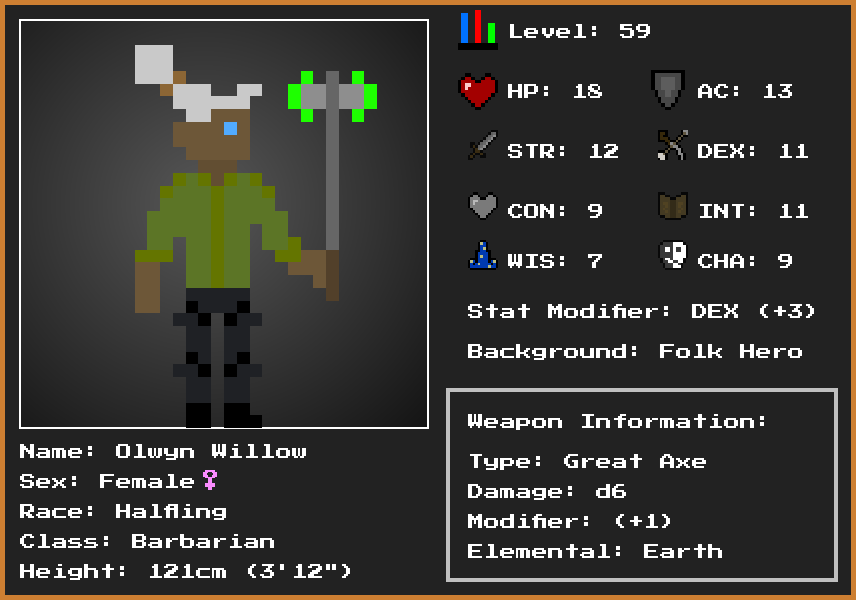 Level: 59
HP: 18
AC: 13
STR: 12
DEX: 11
CON: 9
INT: 11
WIS: 7
CHA: 9
Stat Modifier: DEX (+3)
Background: Folk Hero
Weapon Information:
Type: Great Axe
Damage: d6
Modifier: (+1)
Elemental: Earth
Name: Olwyn Willow
Sex: Female♀
Race: Halfling
Class: Barbarian
Height: 121cm (3'12")